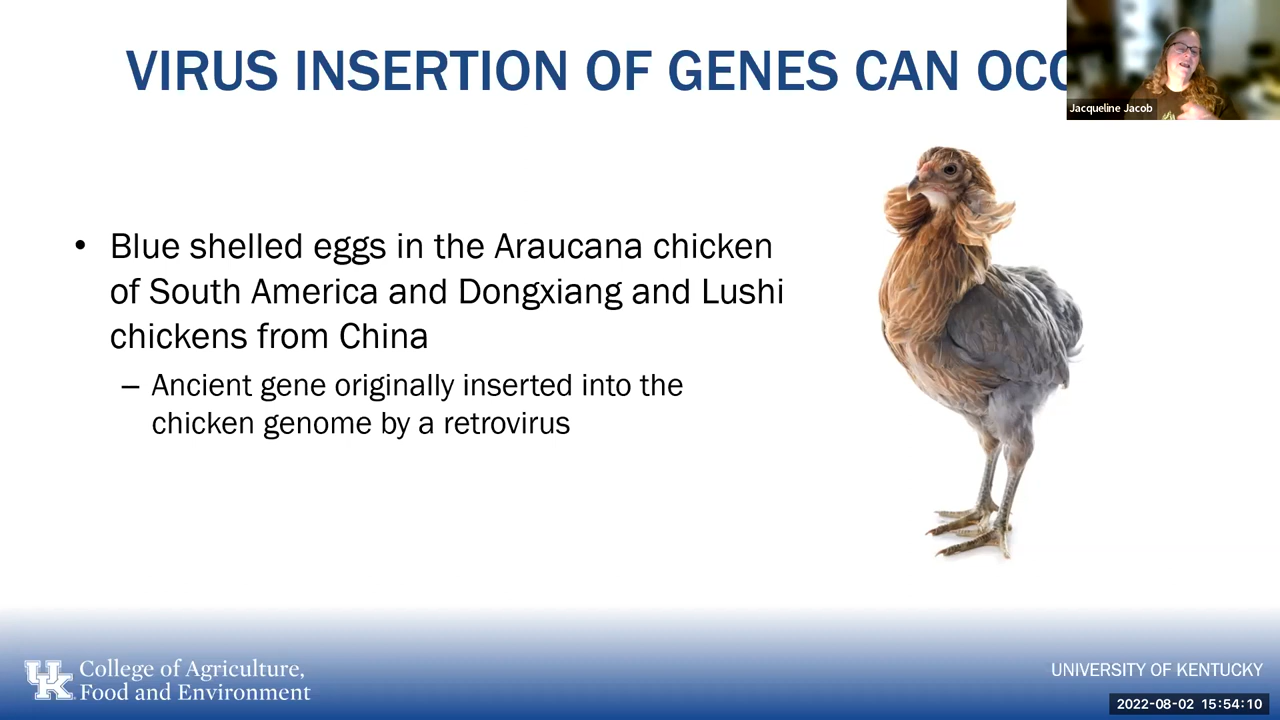 VIRUS INSERTION OF GENES CAN
Jacqueline Jacob
• Blue shelled eggs in the Araucana chicken
of South America and Dongxiang and Lushi
chickens from China
– Ancient gene originally inserted into the
chicken genome by a retrovirus
UK
College of Agriculture,
Food and Environment
UNIVERSITY OF KENTUCKY
2022-08-02 15:54:10